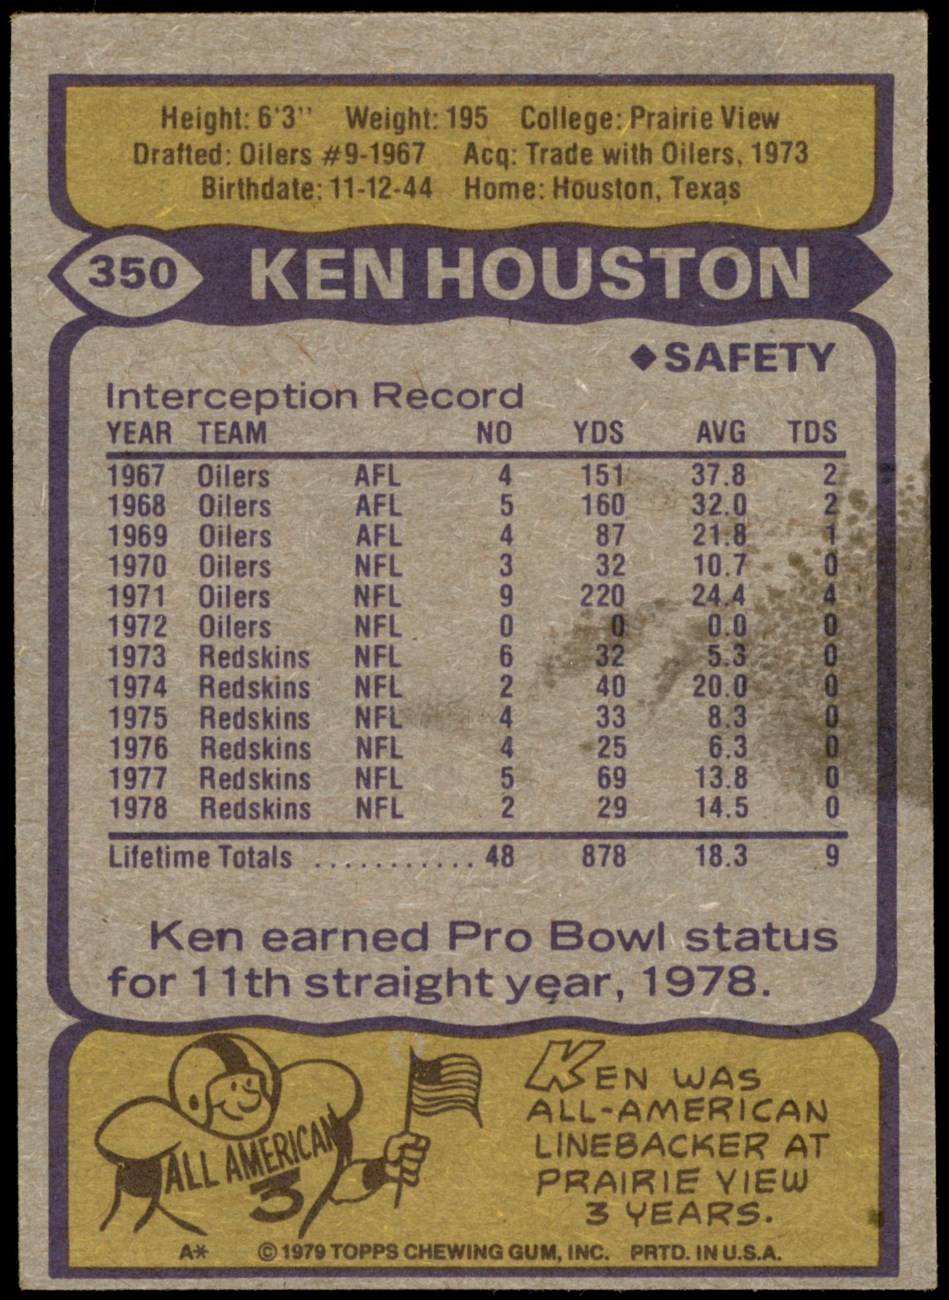 Height: 6'3'' Weight: 195 College: Prairie View
Drafted: Oilers #9-1967 Acq: Trade with Oilers, 1973
Birthdate: 11-12-44 Home: Houston, Texas
350 KEN HOUSTON
◆SAFETY
Interception Record
YEAR TEAM NO YDS AVG TDS
1967 Oilers AFL 4 151 37.8 2
1968 Oilers AFL 5 160 32.0 2
1969 Oilers AFL 4 87 21.8 1
1970 Oilers NFL 3 32 10.7 0
1971 Oilers NFL 9 220 24.4 4
1972 Oilers NFL 0 0 0.0 0
1973 Redskins NFL 6 32 5.3 0
1974 Redskins NFL 2 40 20.0 0
1975 Redskins NFL 4 33 8.3 0
1976 Redskins NFL 4 25 6.3 0
1977 Redskins NFL 5 69 13.8 0
1978 Redskins NFL 2 29 14.5 0
Lifetime Totals ........... 48 878 18.3 9
Ken earned Pro Bowl status
for 11th straight year, 1978.
ALL AMERICAN
3
KEN WAS
ALL-AMERICAN
LINEBACKER AT
PRAIRIE VIEW
3 YEARS.
A* © 1979 TOPPS CHEWING GUM, INC. PRTD. IN U.S.A.